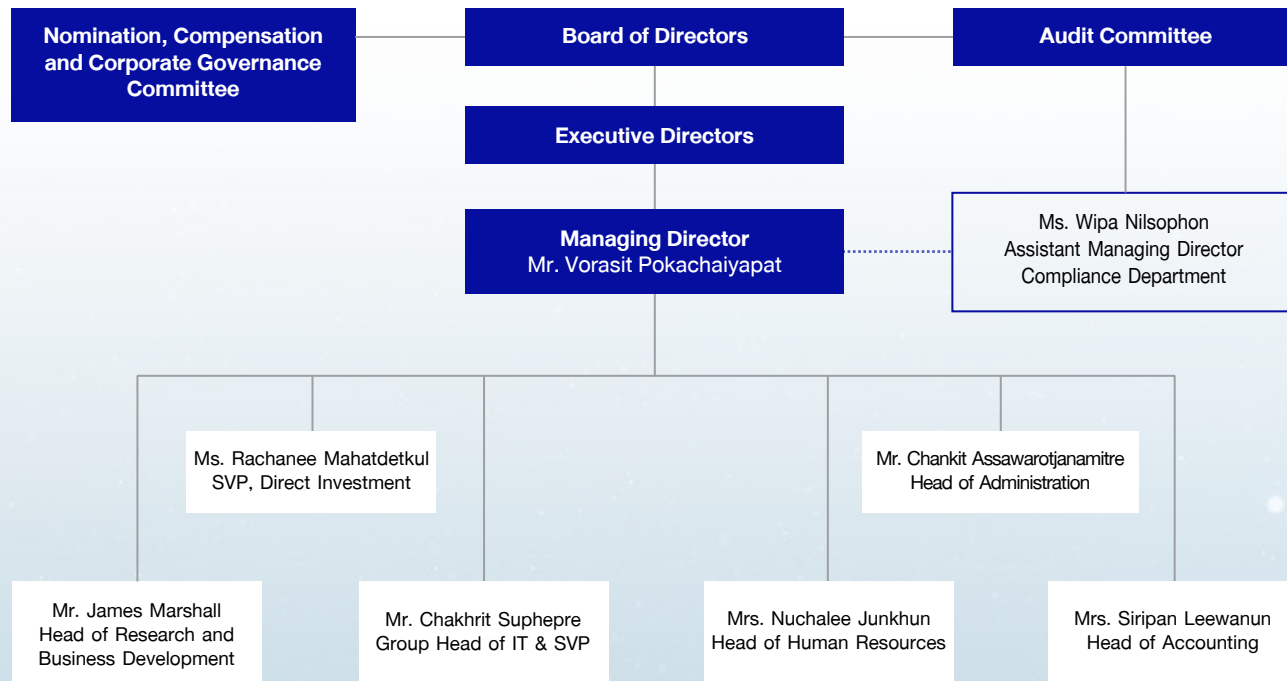 Nomination, Compensation
and Corporate Governance
Committee
Board of Directors
Audit Committee
Executive Directors
Managing Director
Mr. Vorasit Pokachaiyapat
Ms. Wipa Nilsophon
Assistant Managing Director
Compliance Department
Ms. Rachanee Mahatdetkul
SVP, Direct Investment
Mr. Chankit Assawarotjanamitre
Head of Administration
Mr. James Marshall
Head of Research and
Business Development
Mr. Chakhrit Suphepre
Group Head of IT & SVP
Mrs. Nuchalee Junkhun
Head of Human Resources
Mrs. Siripan Leewanun
Head of Accounting